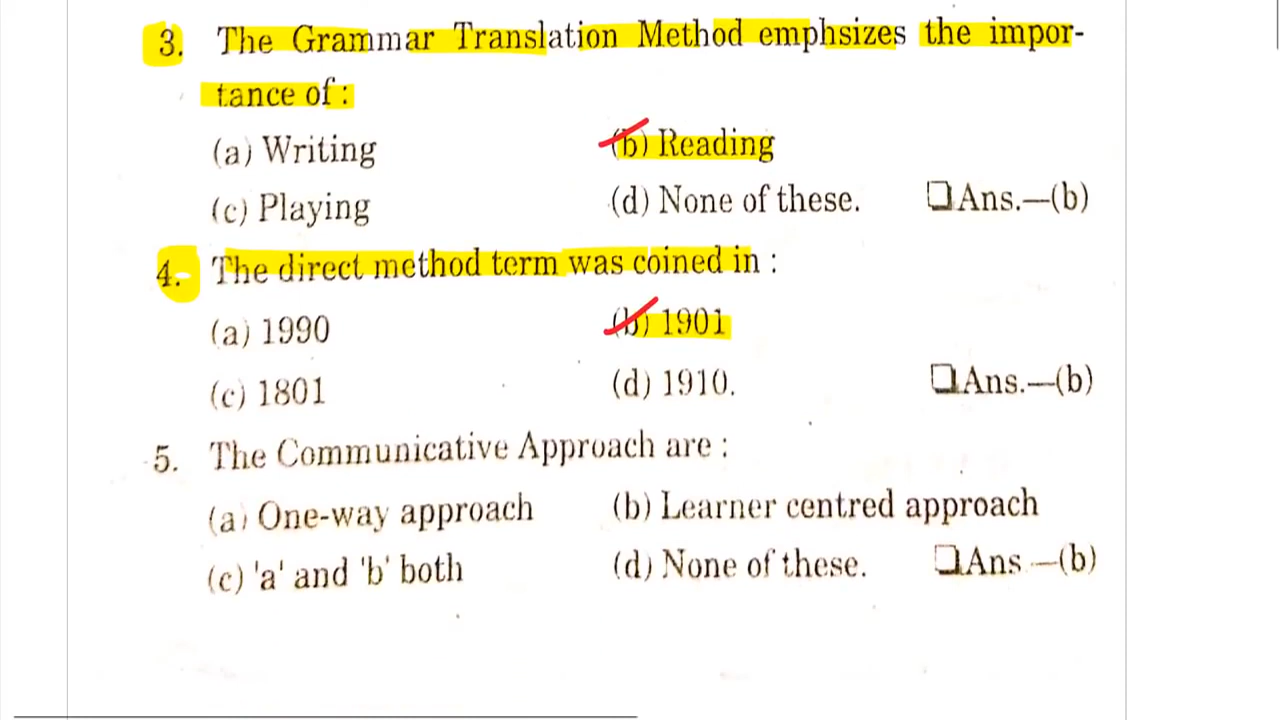 3. The Grammar Translation Method emphsizes the impor-
tance of :
(a) Writing (b) Reading
(c) Playing (d) None of these. ❑Ans.—(b)
4. The direct method term was coined in :
(a) 1990 (b) 1901
(c) 1801 (d) 1910. ❑Ans.—(b)
5. The Communicative Approach are :
(a) One-way approach (b) Learner centred approach
(c) 'a' and 'b' both (d) None of these. ❑Ans —(b)